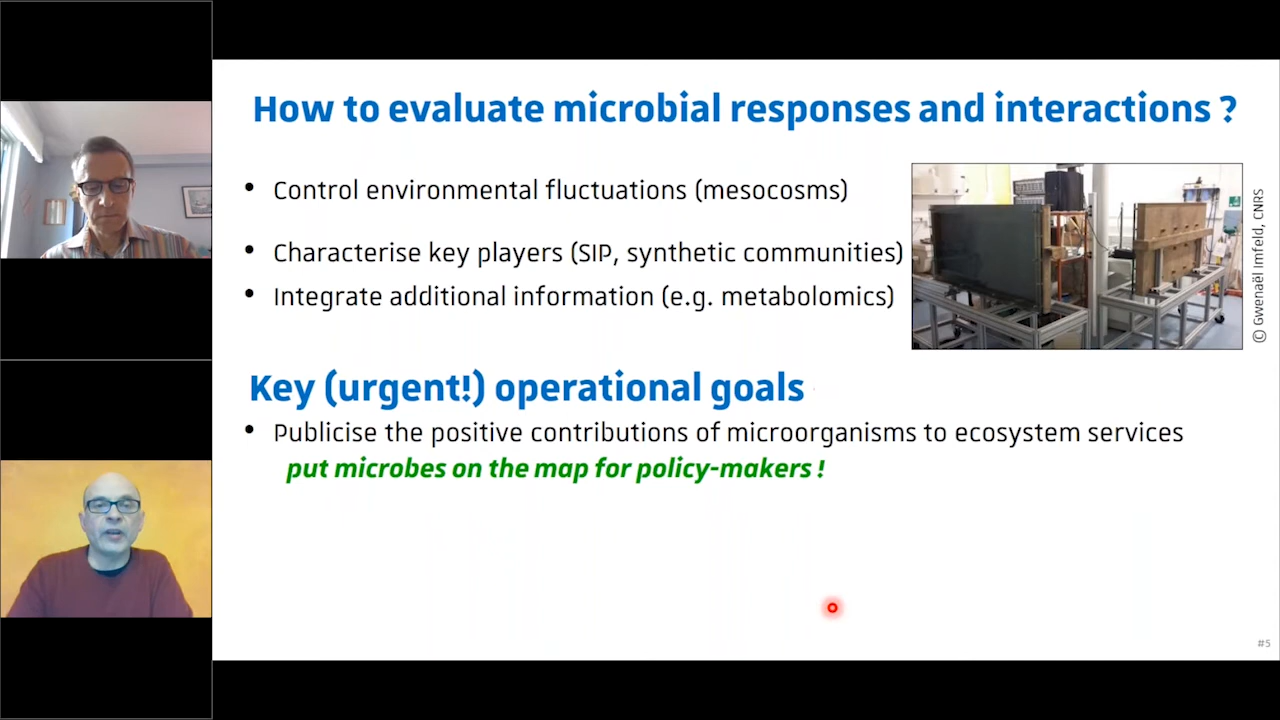 How to evaluate microbial responses and interactions ?
• Control environmental fluctuations (mesocosms)
• Characterise key players (SIP, synthetic communities)
• Integrate additional information (e.g. metabolomics)
© Gwenaël Imfeld, CNRS
Key (urgent!) operational goals
• Publicise the positive contributions of microorganisms to ecosystem services
put microbes on the map for policy-makers !
#5